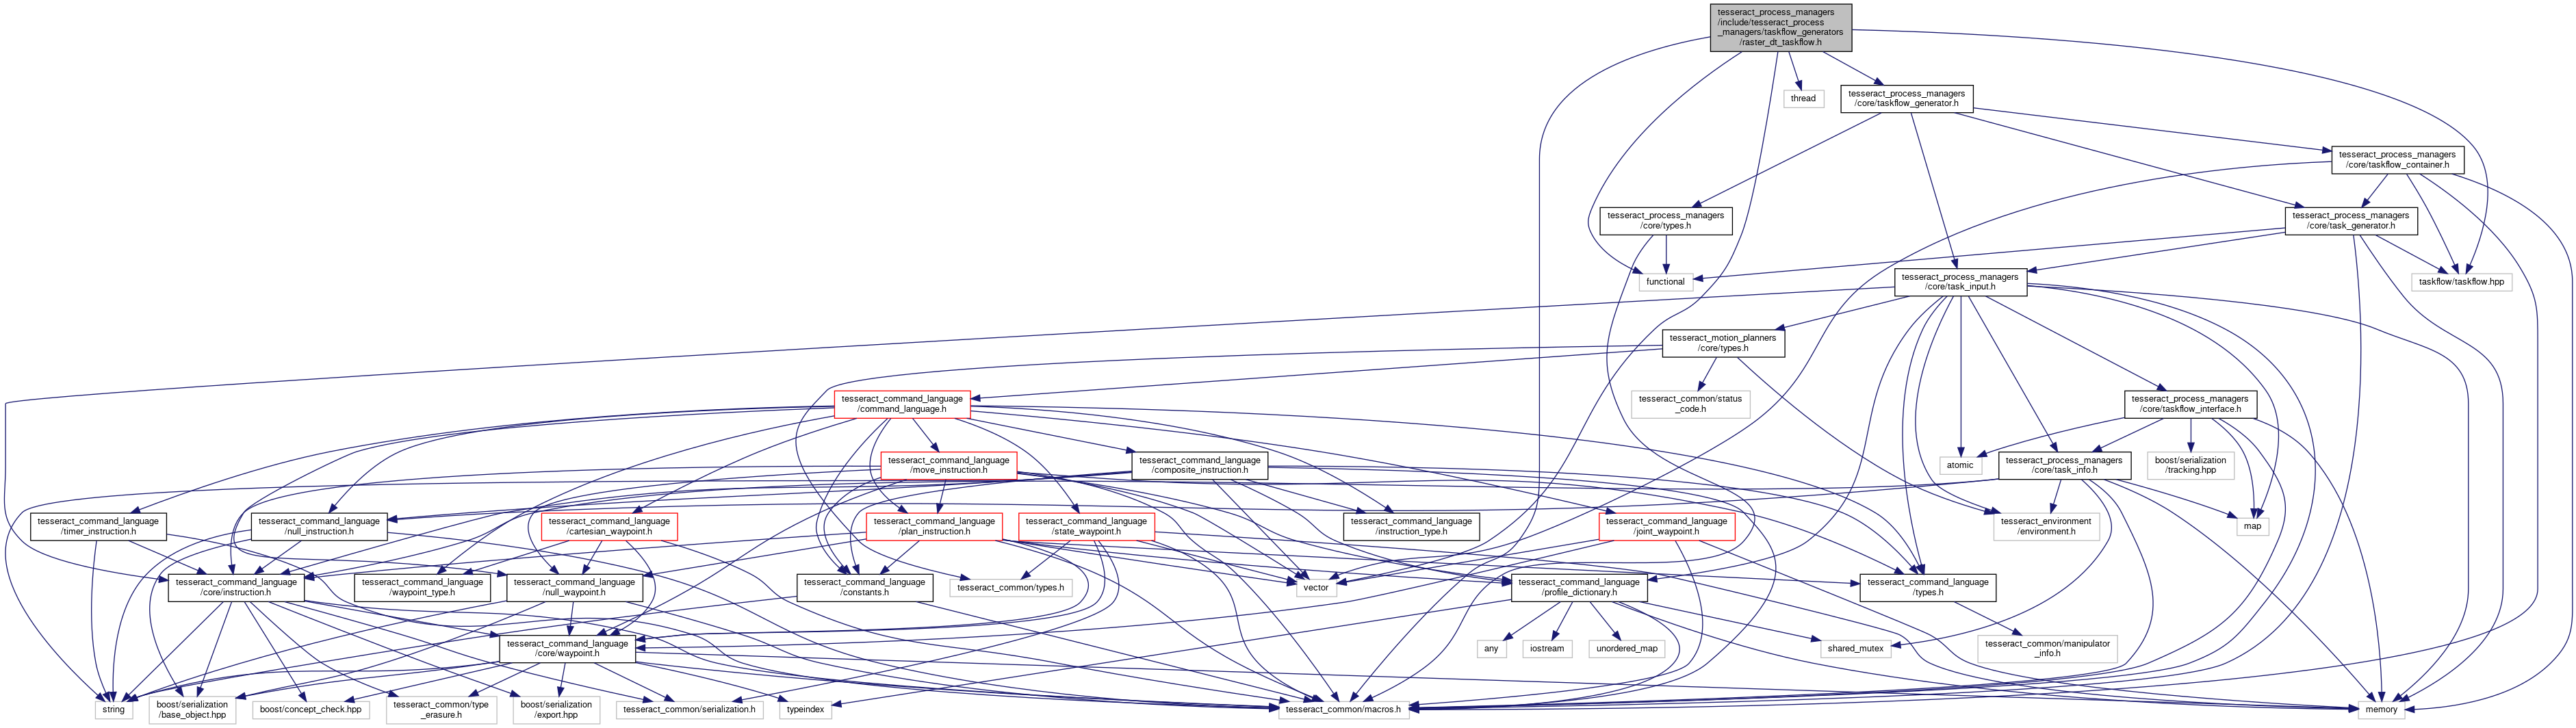 tesseract_process_managers
/include/tesseract_process
_managers/taskflow_generators
/raster_dt_taskflow.h
thread
tesseract_process_managers
/core/taskflow_generator.h
tesseract_process_managers
/core/taskflow_container.h
tesseract_process_managers
/core/types.h
tesseract_process_managers
/core/task_generator.h
functional
tesseract_process_managers
/core/task_input.h
taskflow/taskflow.hpp
tesseract_motion_planners
/core/types.h
tesseract_command_language
/command_language.h
tesseract_common/status
_code.h
tesseract_process_managers
/core/taskflow_interface.h
tesseract_command_language
/move_instruction.h
tesseract_command_language
/composite_instruction.h
atomic
tesseract_process_managers
/core/task_info.h
boost/serialization
/tracking.hpp
tesseract_command_language
/timer_instruction.h
tesseract_command_language
/null_instruction.h
tesseract_command_language
/cartesian_waypoint.h
tesseract_command_language
/plan_instruction.h
tesseract_command_language
/state_waypoint.h
tesseract_command_language
/instruction_type.h
tesseract_command_language
/joint_waypoint.h
tesseract_environment
/environment.h
map
tesseract_command_language
/core/instruction.h
tesseract_command_language
/waypoint_type.h
tesseract_command_language
/null_waypoint.h
tesseract_command_language
/constants.h
tesseract_common/types.h
vector
tesseract_command_language
/profile_dictionary.h
tesseract_command_language
/types.h
tesseract_command_language
/core/waypoint.h
any
iostream
unordered_map
shared_mutex
tesseract_common/manipulator
_info.h
string
boost/serialization
/base_object.hpp
boost/concept_check.hpp
tesseract_common/type
_erasure.h
boost/serialization
/export.hpp
tesseract_common/serialization.h
typeindex
tesseract_common/macros.h
memory